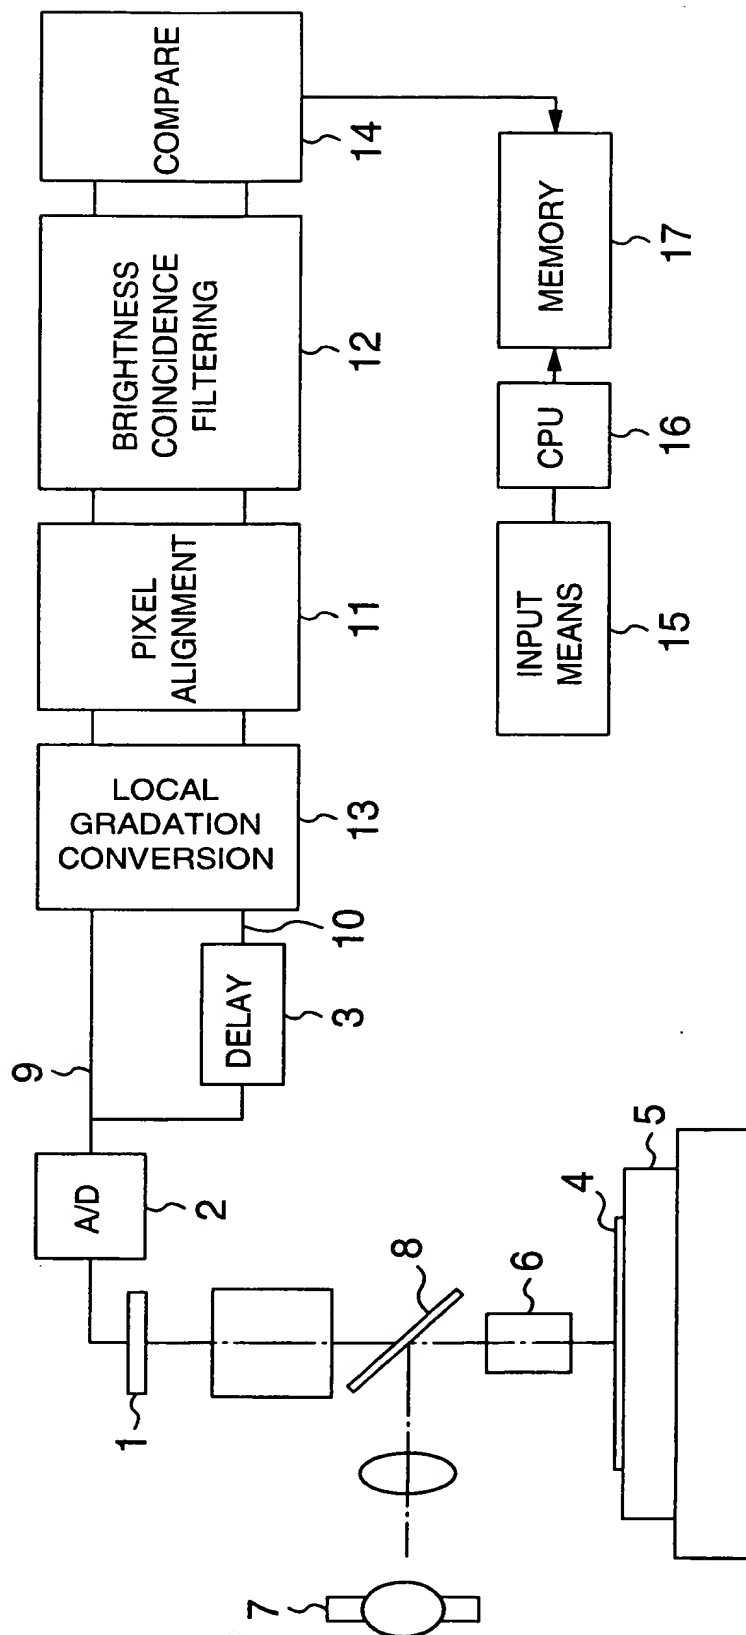 7
1
A/D
2
9
DELAY
3
10
LOCAL
GRADATION
CONVERSION
13
PIXEL
ALIGNMENT
11
BRIGHTNESS
COINCIDENCE
FILTERING
12
COMPARE
14
8
6
4
5
INPUT
MEANS
15
CPU
16
MEMORY
17